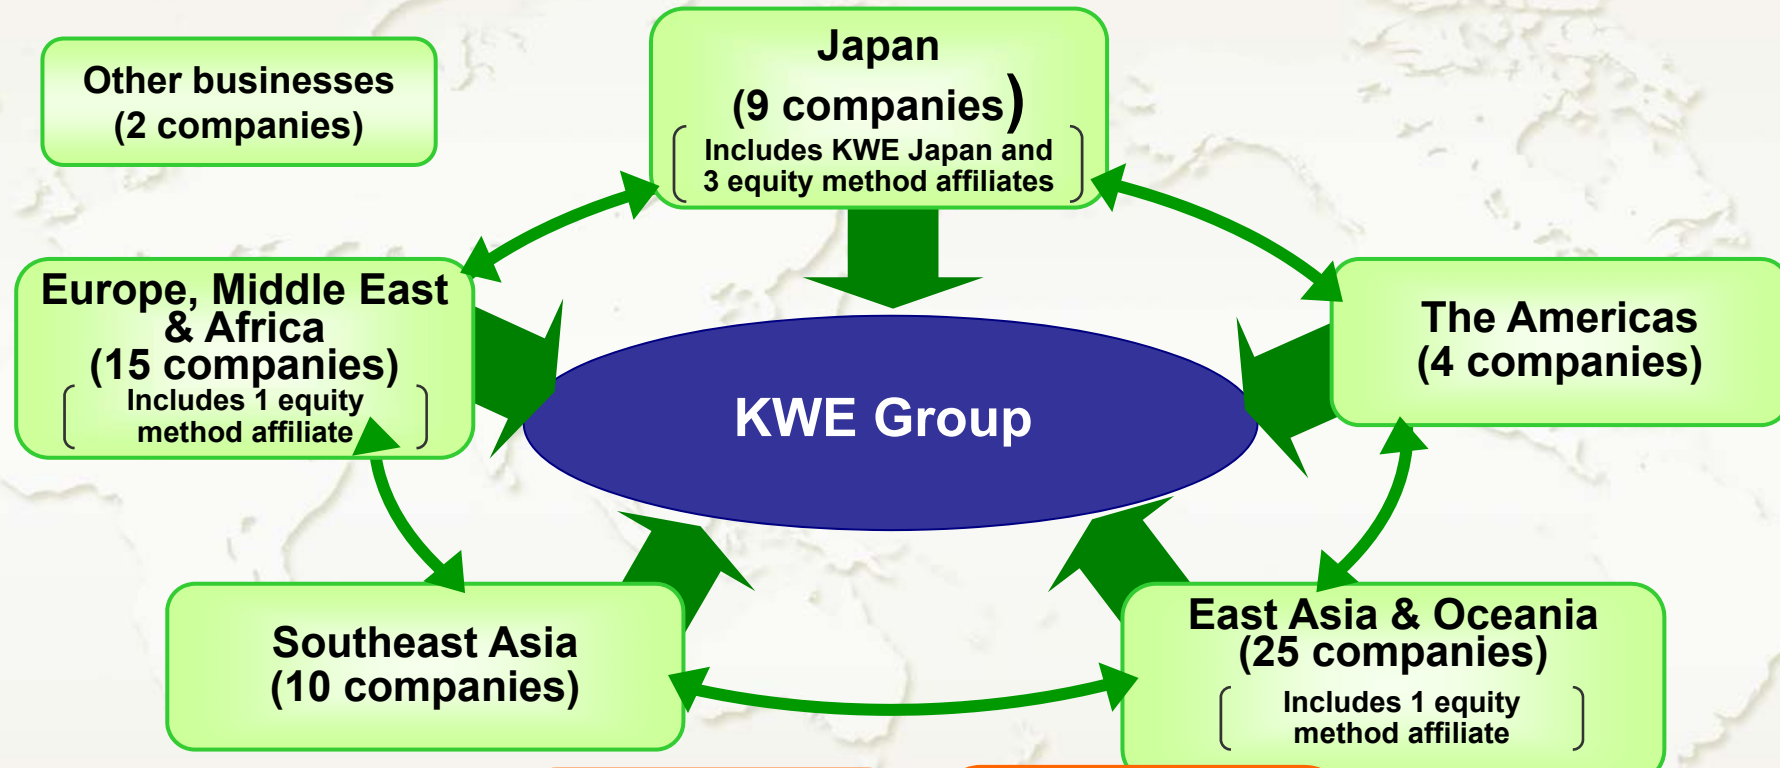 Other businesses
(2 companies)
Japan
(9 companies)
Includes KWE Japan and
3 equity method affiliates
Europe, Middle East
& Africa
(15 companies)
Includes 1 equity
method affiliate
The Americas
(4 companies)
KWE Group
Southeast Asia
(10 companies)
East Asia & Oceania
(25 companies)
Includes 1 equity
method affiliate